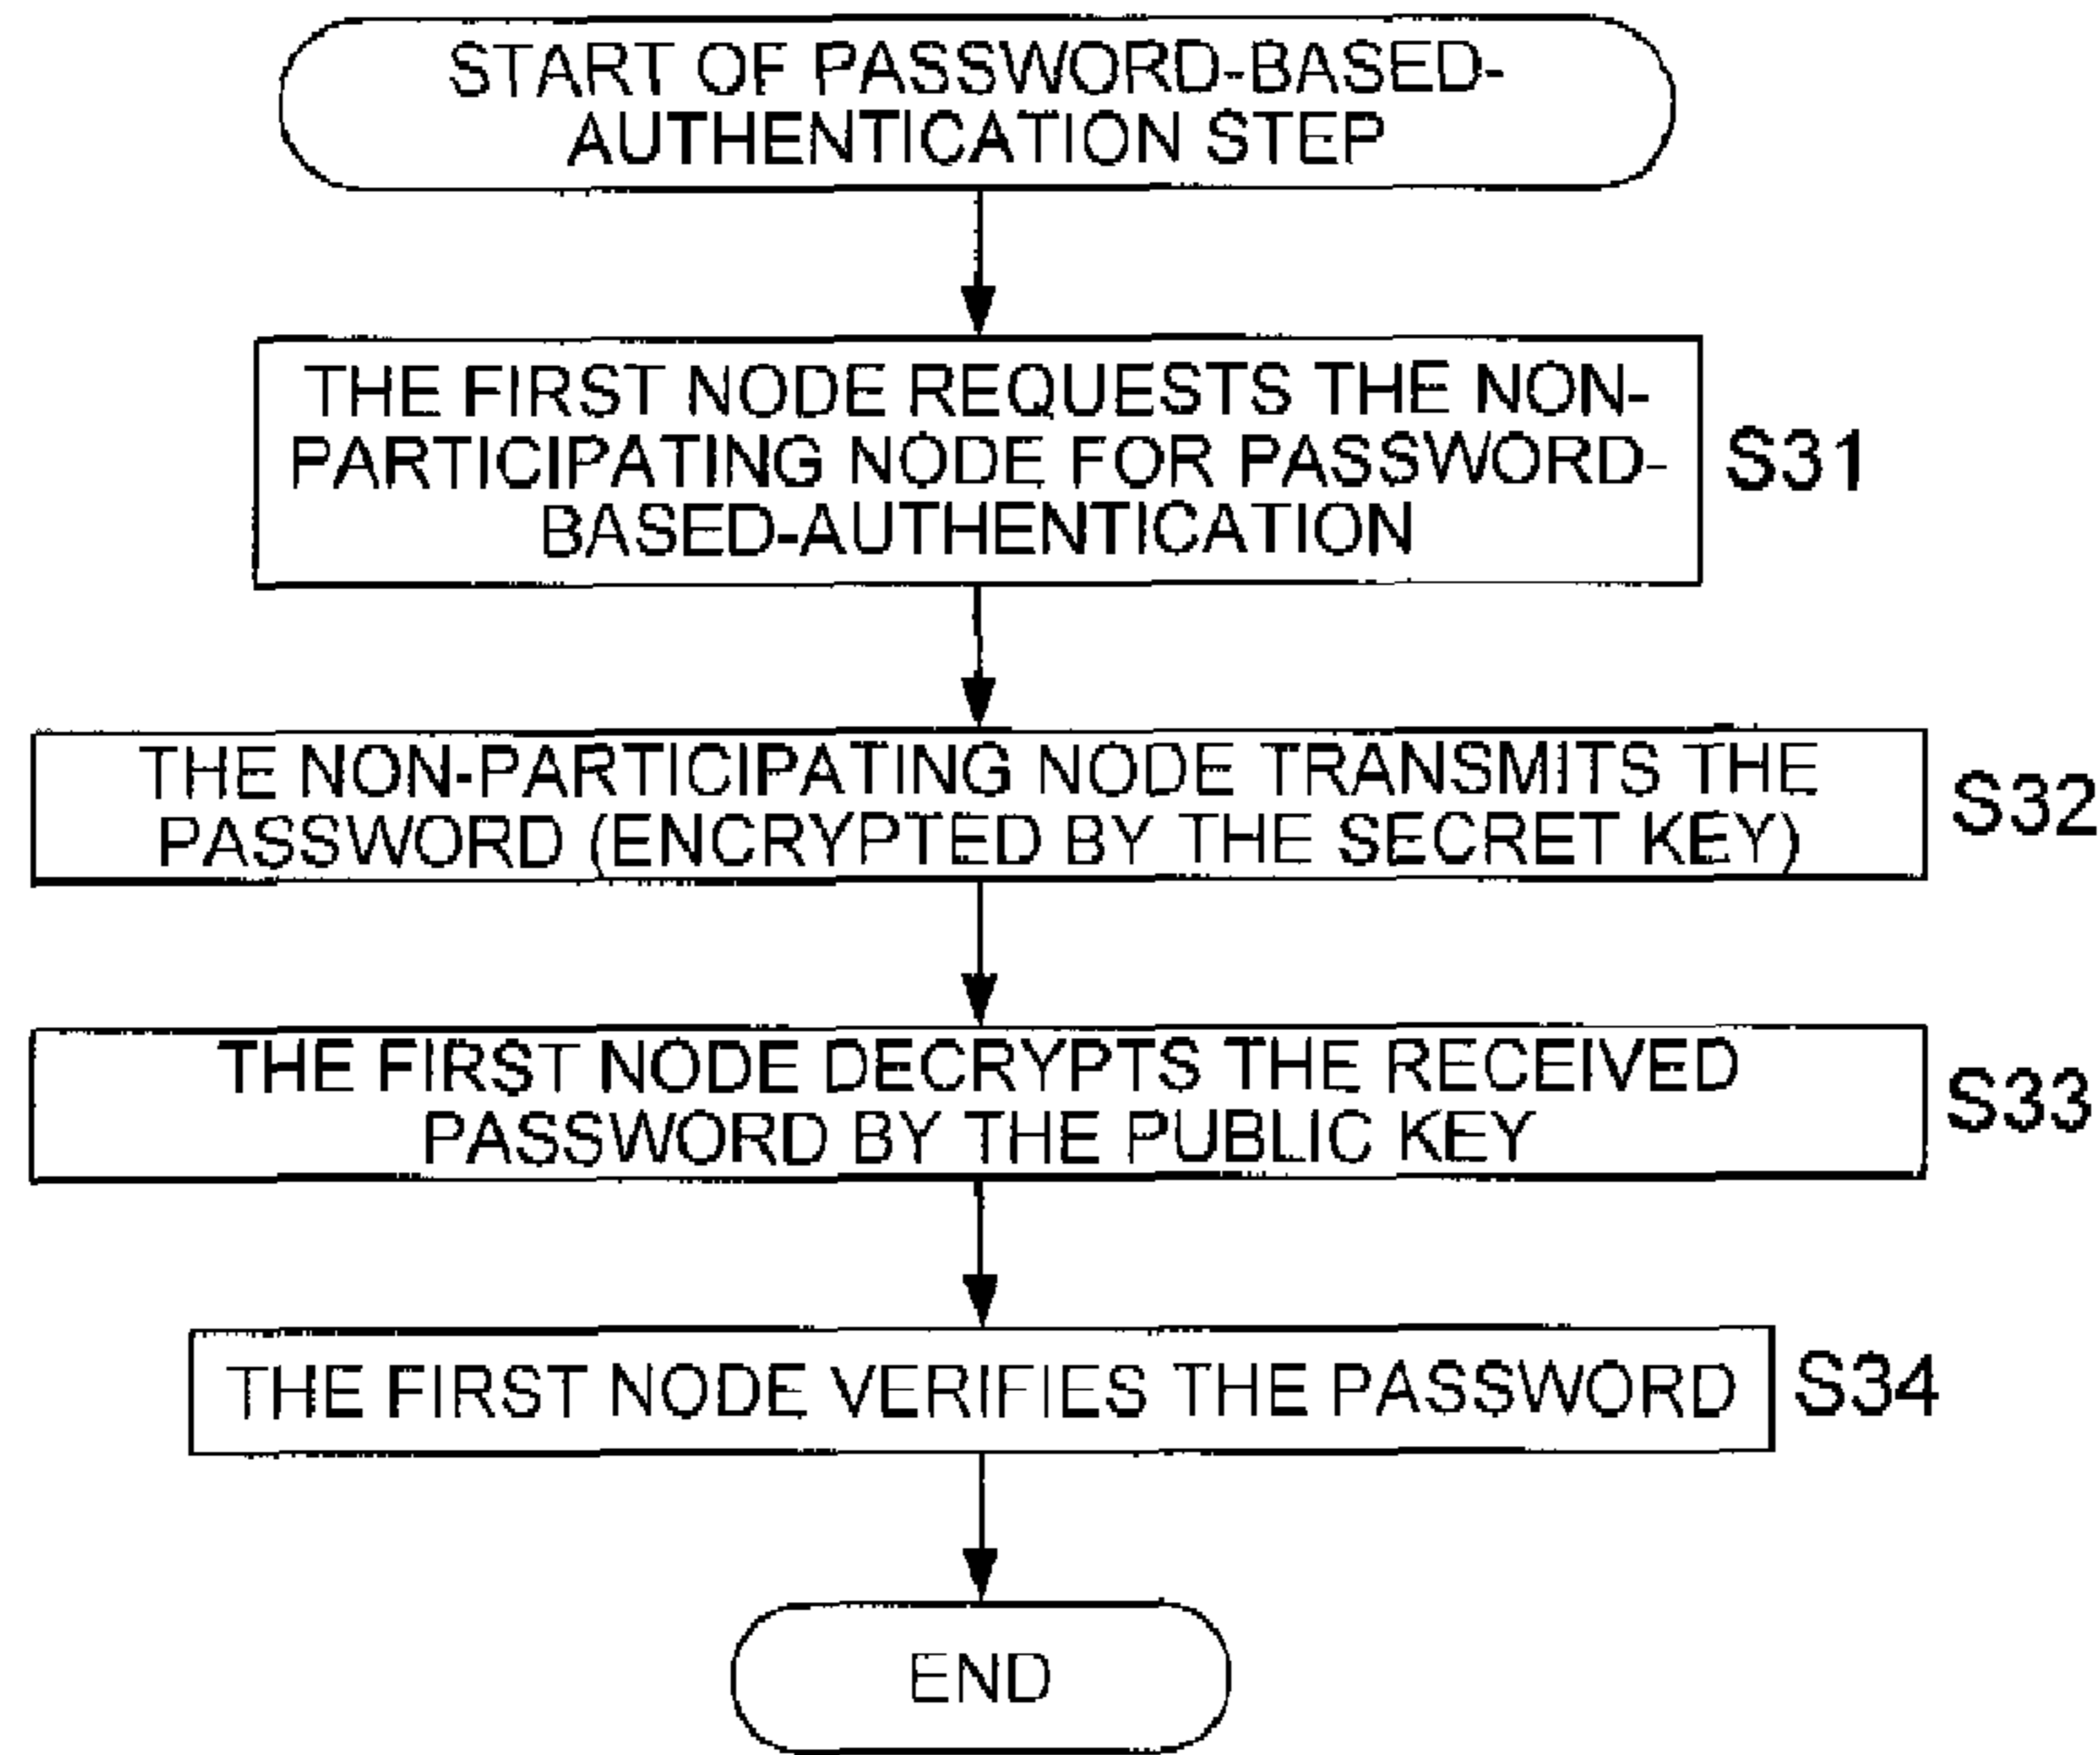 START OF PASSWORD-BASED-
AUTHENTICATION STEP
THE FIRST NODE REQUESTS THE NON-
PARTICIPATING NODE FOR PASSWORD-
BASED-AUTHENTICATION
S31
THE NON-PARTICIPATING NODE TRANSMITS THE
PASSWORD (ENCRYPTED BY THE SECRET KEY)
S32
THE FIRST NODE DECRYPTS THE RECEIVED
PASSWORD BY THE PUBLIC KEY
S33
THE FIRST NODE VERIFIES THE PASSWORD
S34
END